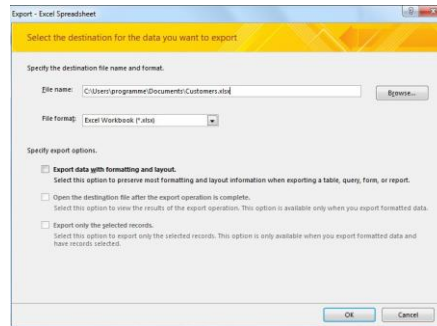 Export - Excel Spreadsheet
Select the destination for the data you want to export
Specify the destination file name and format.
File name: C:\Users\programme\Documents\Customers.xlsx Browse...
File format: Excel Workbook (*.xlsx)
Specify export options.
Export data with formatting and layout.
Select this option to preserve most formatting and layout information when exporting a table, query, form, or report.
Open the destination file after the export operation is complete.
Select this option to view the results of the export operation. This option is available only when you export formatted data.
Export only the selected records.
Select this option to export only the selected records. This option is only available when you export formatted data and
have records selected.
OK Cancel